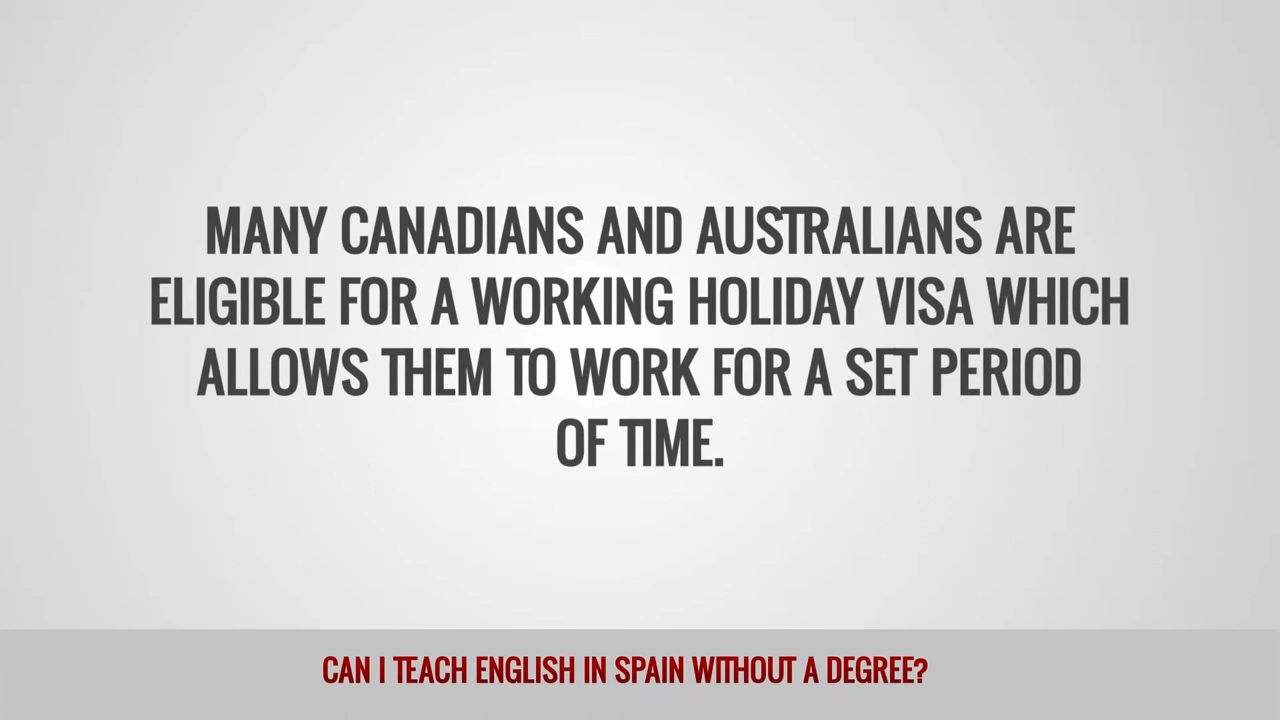 MANY CANADIANS AND AUSTRALIANS ARE
ELIGIBLE FOR A WORKING HOLIDAY VISA WHICH
ALLOWS THEM TO WORK FOR A SET PERIOD
OF TIME.
CAN I TEACH ENGLISH IN SPAIN WITHOUT A DEGREE?